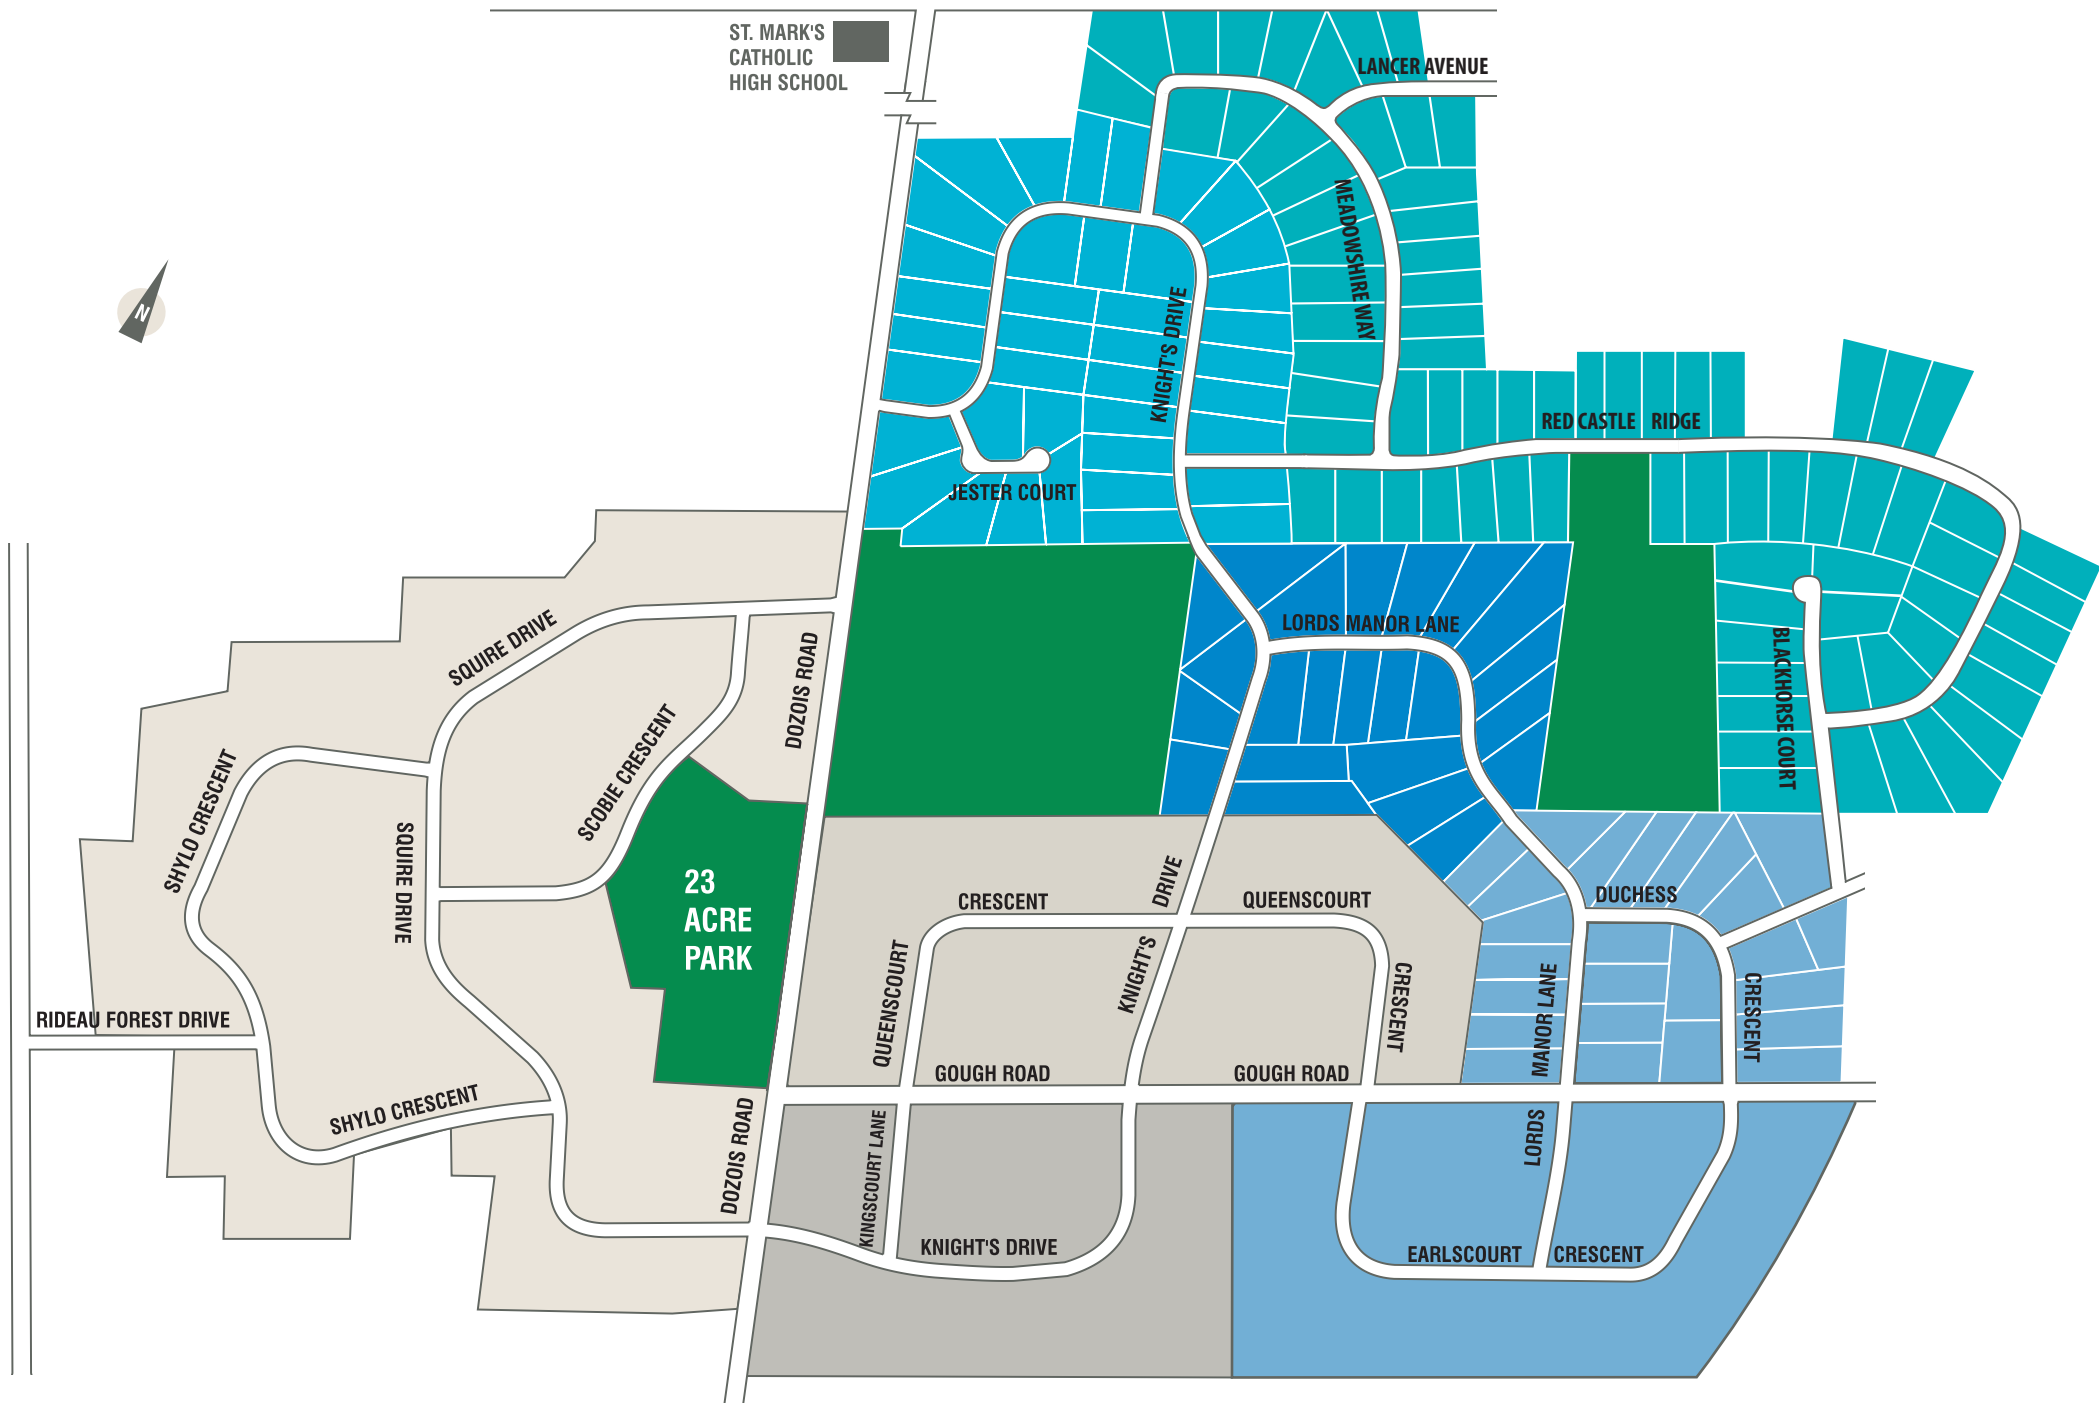 ST. MARK'S
CATHOLIC
HIGH SCHOOL
LANCER AVENUE
MEADOWSHIRE WAY
N
KNIGHT'S DRIVE
RED CASTLE RIDGE
JESTER COURT
SQUIRE DRIVE
LORDS MANOR LANE
DOZOIS ROAD
BLACKHORSE COURT
SCOBIE CRESCENT
SHYLO CRESCENT
SQUIRE DRIVE
23
ACRE
PARK
DRIVE
CRESCENT
QUEENSCOURT
DUCHESS
QUEENSCOURT
KNIGHT'S
CRESCENT
MANOR LANE
CRESCENT
RIDEAU FOREST DRIVE
GOUGH ROAD
GOUGH ROAD
SHYLO CRESCENT
DOZOIS ROAD
KINGSCOURT LANE
LORDS
KNIGHT'S DRIVE
EARLSCOURT CRESCENT